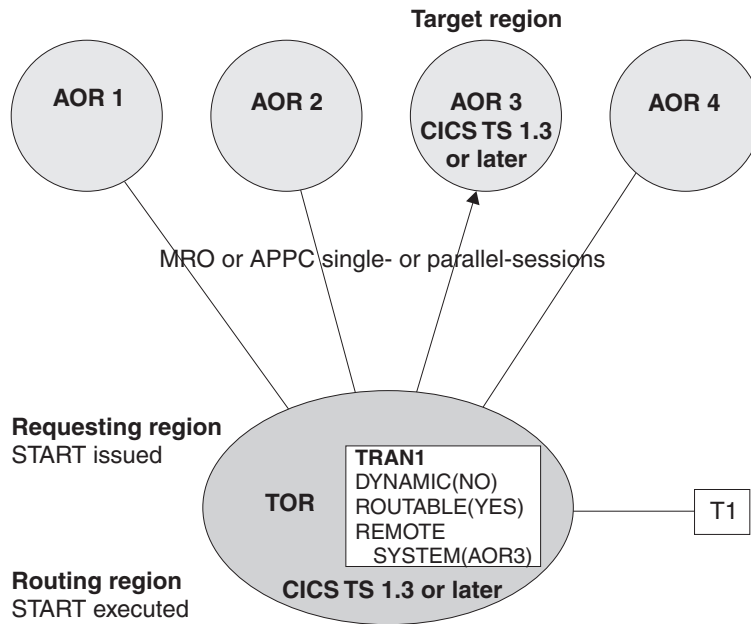 Target region
AOR 1
AOR 2
AOR 3
CICS TS 1.3
or later
AOR 4
MRO or APPC single- or parallel-sessions
Requesting region
START issued
TOR
TRAN1
DYNAMIC(NO)
ROUTABLE(YES)
REMOTE
SYSTEM(AOR3)
T1
CICS TS 1.3 or later
Routing region
START executed